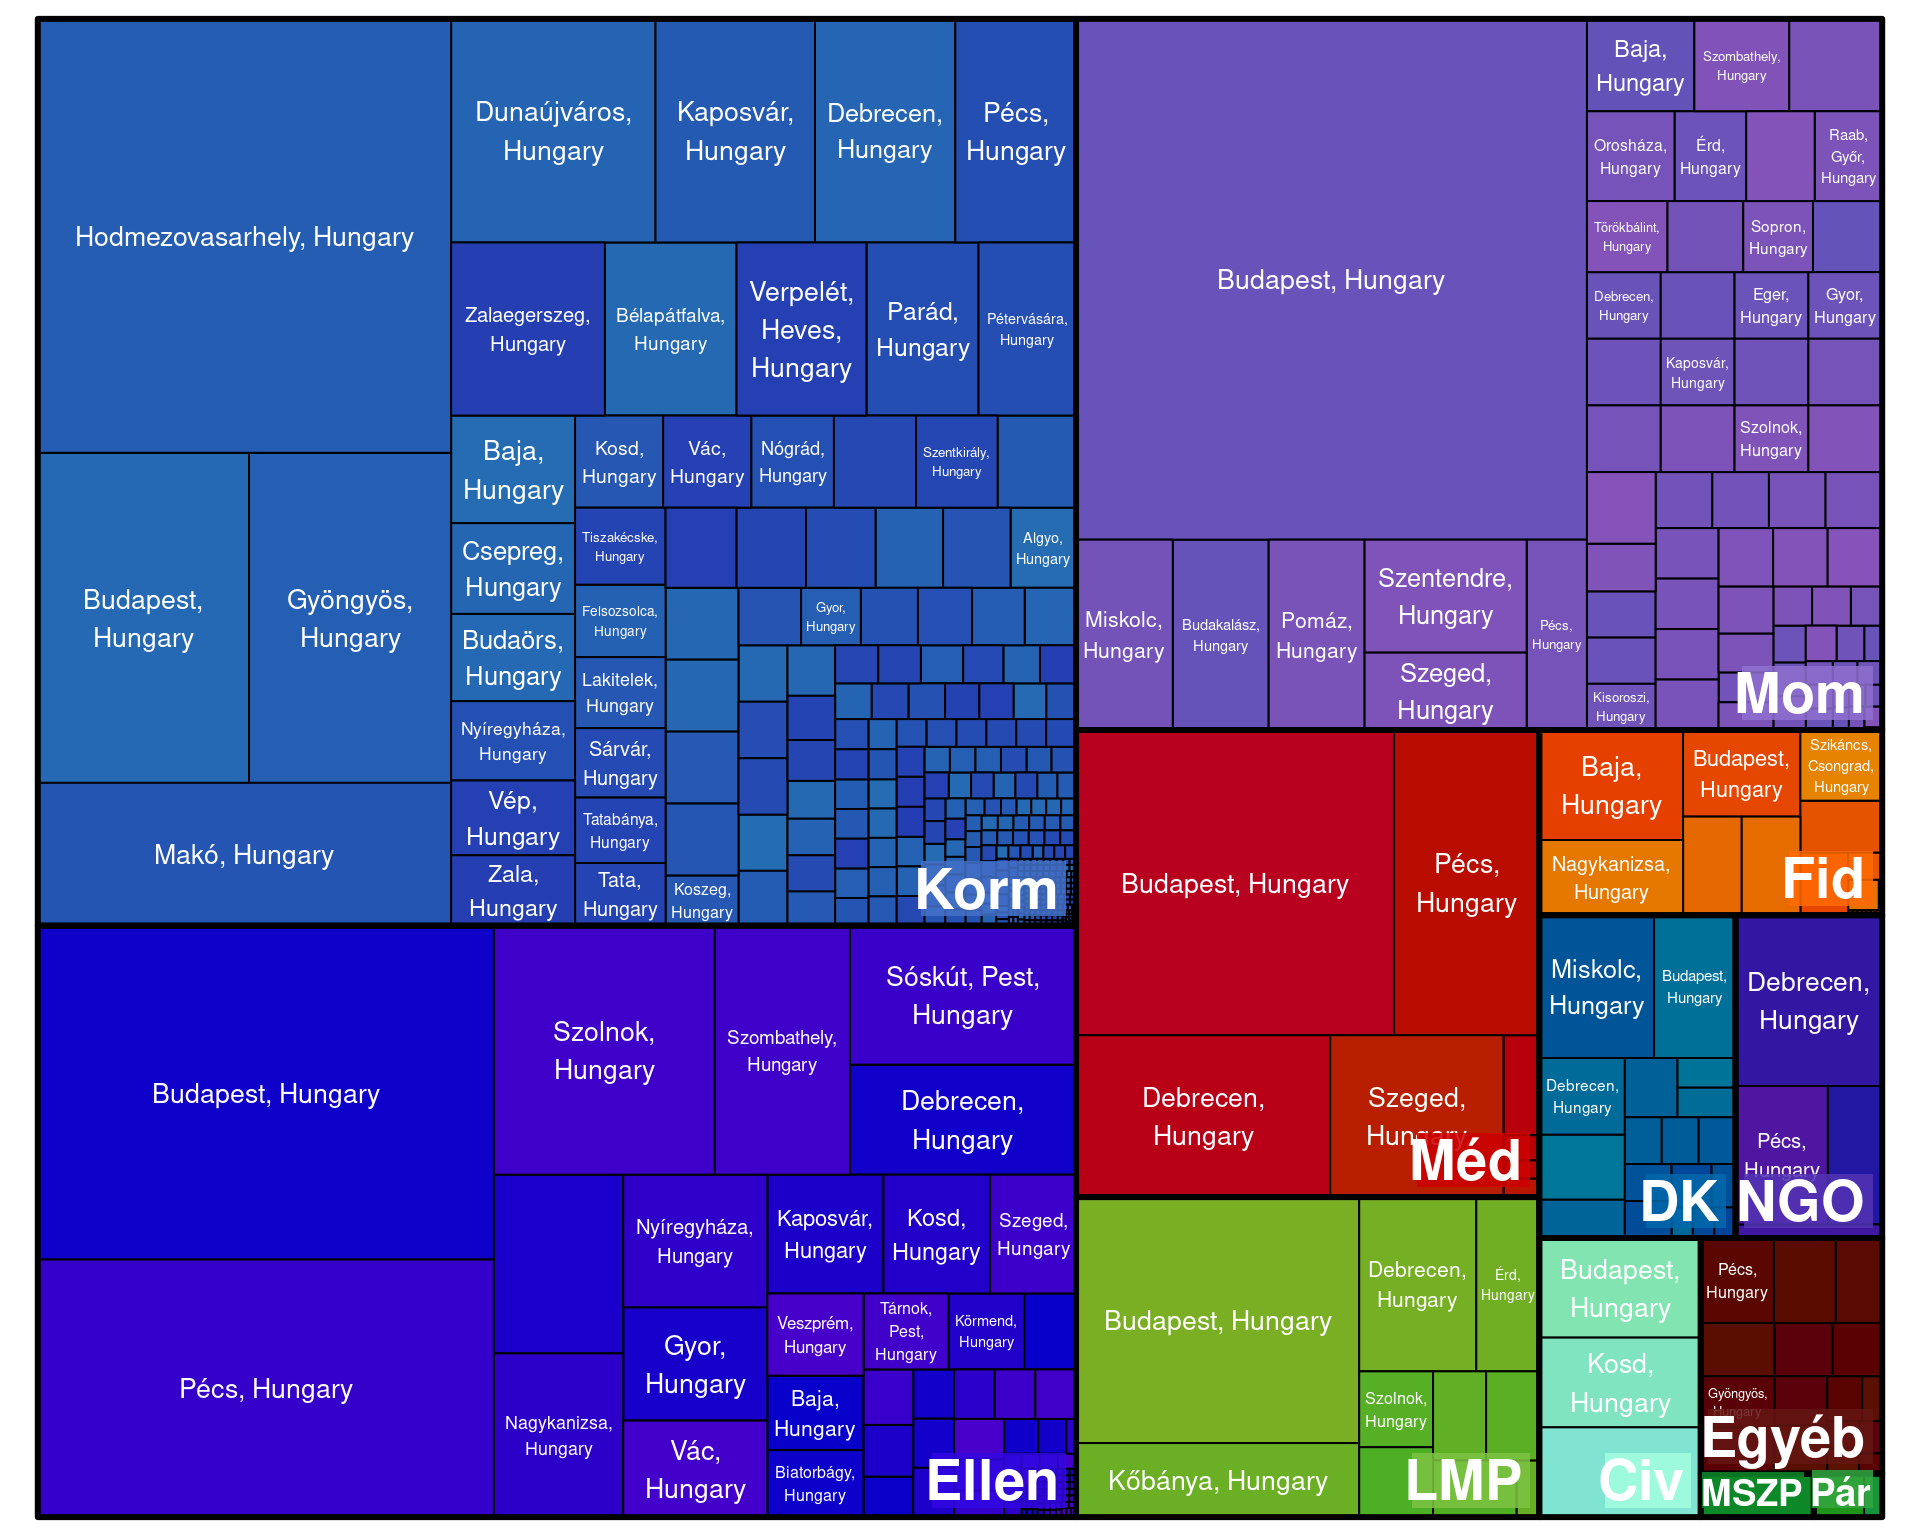 Hodmezovasarhely, Hungary
Budapest,
Hungary
Gyöngyös,
Hungary
Makó, Hungary
Dunaújváros,
Hungary
Kaposvár,
Hungary
Debrecen,
Hungary
Pécs,
Hungary
Zalaegerszeg,
Hungary
Bélapátfalva,
Hungary
Verpelét,
Heves,
Hungary
Parád,
Hungary
Pétervására,
Hungary
Baja,
Hungary
Csepreg,
Hungary
Budaörs,
Hungary
Nyíregyháza,
Hungary
Vép,
Hungary
Zala,
Hungary
Kosd,
Hungary
Vác,
Hungary
Nógrád,
Hungary
Szentkirály,
Hungary
Tiszakécske,
Hungary
Algyo,
Hungary
Felsozsolca,
Hungary
Gyor,
Hungary
Lakitelek,
Hungary
Sárvár,
Hungary
Tatabánya,
Hungary
Tata,
Hungary
Koszeg,
Hungary
Korm
Budapest, Hungary
Miskolc,
Hungary
Budakalász,
Hungary
Pomáz,
Hungary
Szentendre,
Hungary
Szeged,
Hungary
Pécs,
Hungary
Baja,
Hungary
Szombathely,
Hungary
Orosháza,
Hungary
Érd,
Hungary
Raab,
Győr,
Hungary
Törökbálint,
Hungary
Sopron,
Hungary
Debrecen,
Hungary
Eger,
Hungary
Gyor,
Hungary
Kaposvár,
Hungary
Szolnok,
Hungary
Kisoroszi,
Hungary
Mom
Budapest, Hungary
Pécs, Hungary
Szolnok,
Hungary
Szombathely,
Hungary
Sóskút, Pest,
Hungary
Debrecen,
Hungary
Nagykanizsa,
Hungary
Nyíregyháza,
Hungary
Gyor,
Hungary
Vác,
Hungary
Kaposvár,
Hungary
Kosd,
Hungary
Szeged,
Hungary
Veszprém,
Hungary
Tárnok,
Pest,
Hungary
Körmend,
Hungary
Baja,
Hungary
Biatorbágy,
Hungary
Ellen
Budapest, Hungary
Pécs,
Hungary
Debrecen,
Hungary
Szeged,
Hungary
Méd
Budapest, Hungary
Kőbánya, Hungary
Debrecen,
Hungary
Érd,
Hungary
Szolnok,
Hungary
LMP
Baja,
Hungary
Budapest,
Hungary
Szikáncs,
Csongrad,
Hungary
Nagykanizsa,
Hungary
Fid
Miskolc,
Hungary
Budapest,
Hungary
Debrecen,
Hungary
DK
Debrecen,
Hungary
Pécs,
Hungary
NGO
Budapest,
Hungary
Kosd,
Hungary
Civ
Pécs,
Hungary
Gyöngyös,
Hungary
Egyéb
MSZP
Pár